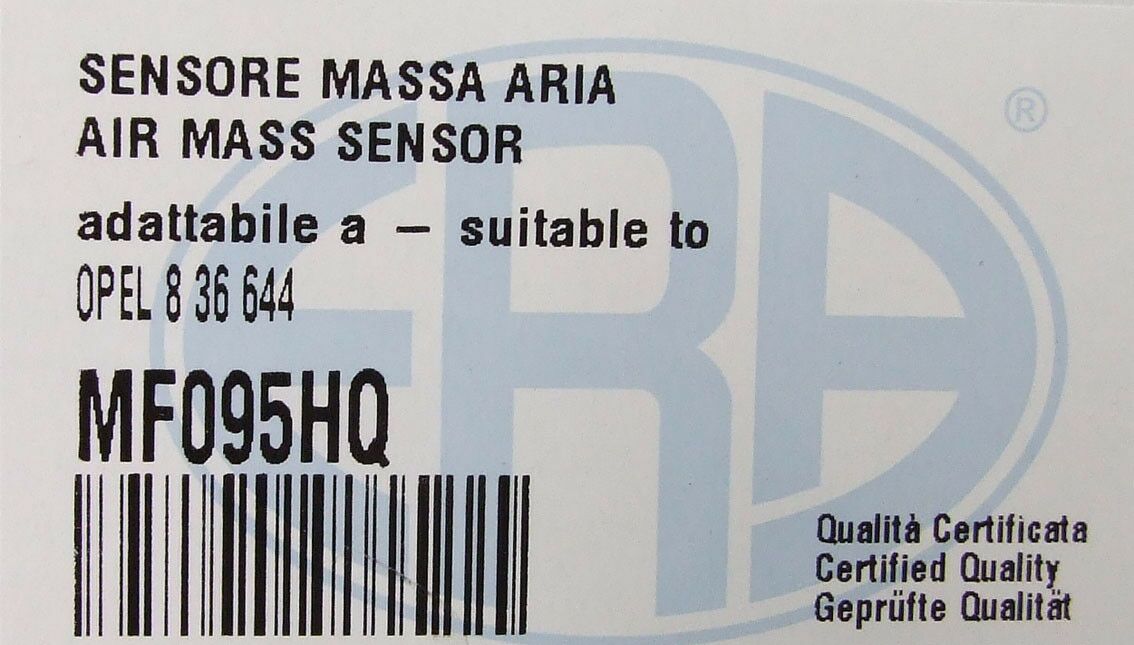 SENSORE MASSA ARIA
AIR MASS SENSOR
adattabile a – suitable to
OPEL 8 36 644
MF095HQ
ERA ®
Qualità Certificata
Certified Quality
Geprüfte Qualität